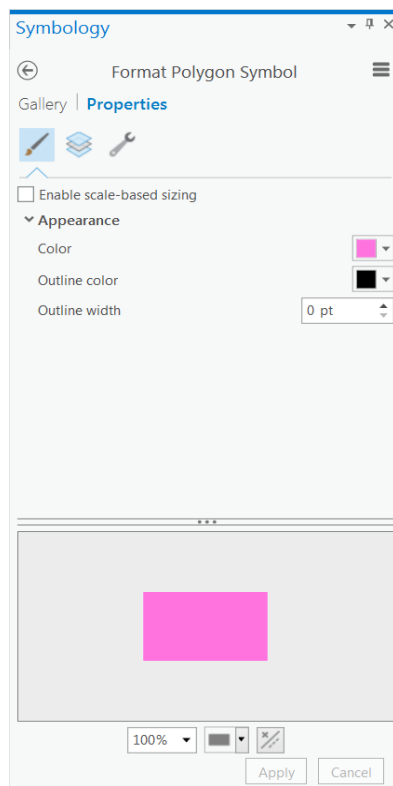 Symbology
Format Polygon Symbol
Gallery Properties
Enable scale-based sizing
Appearance
Color
Outline color
Outline width 0 pt
100%
Apply Cancel